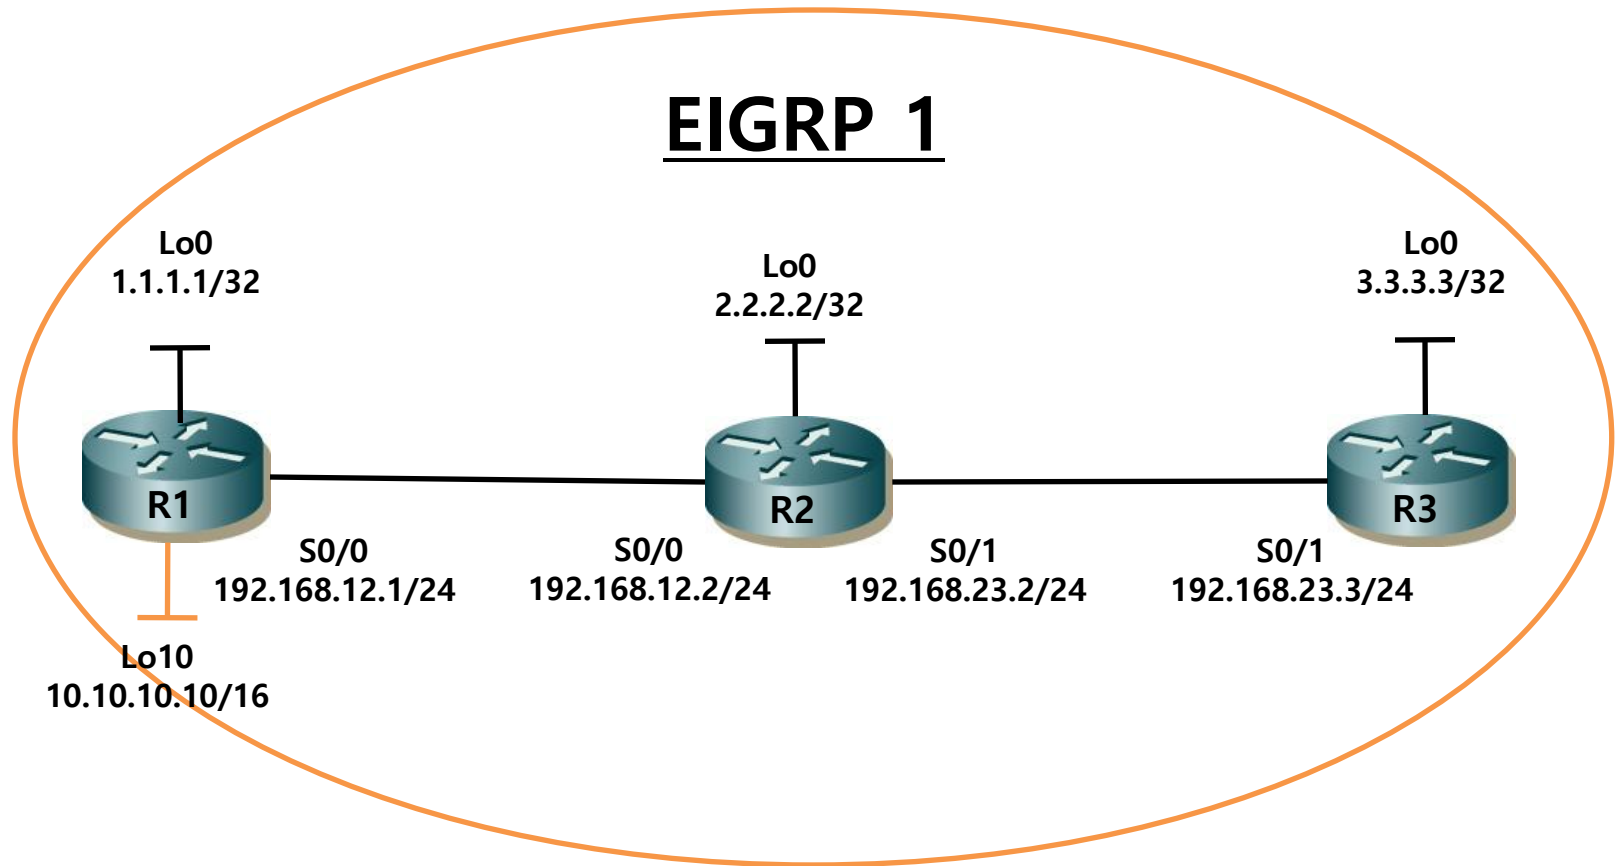 EIGRP 1
Lo0
1.1.1.1/32
Lo0
2.2.2.2/32
Lo0
3.3.3.3/32
R1
R2
R3
S0/0
192.168.12.1/24
S0/0
192.168.12.2/24
S0/1
192.168.23.2/24
S0/1
192.168.23.3/24
Lo10
10.10.10.10/16